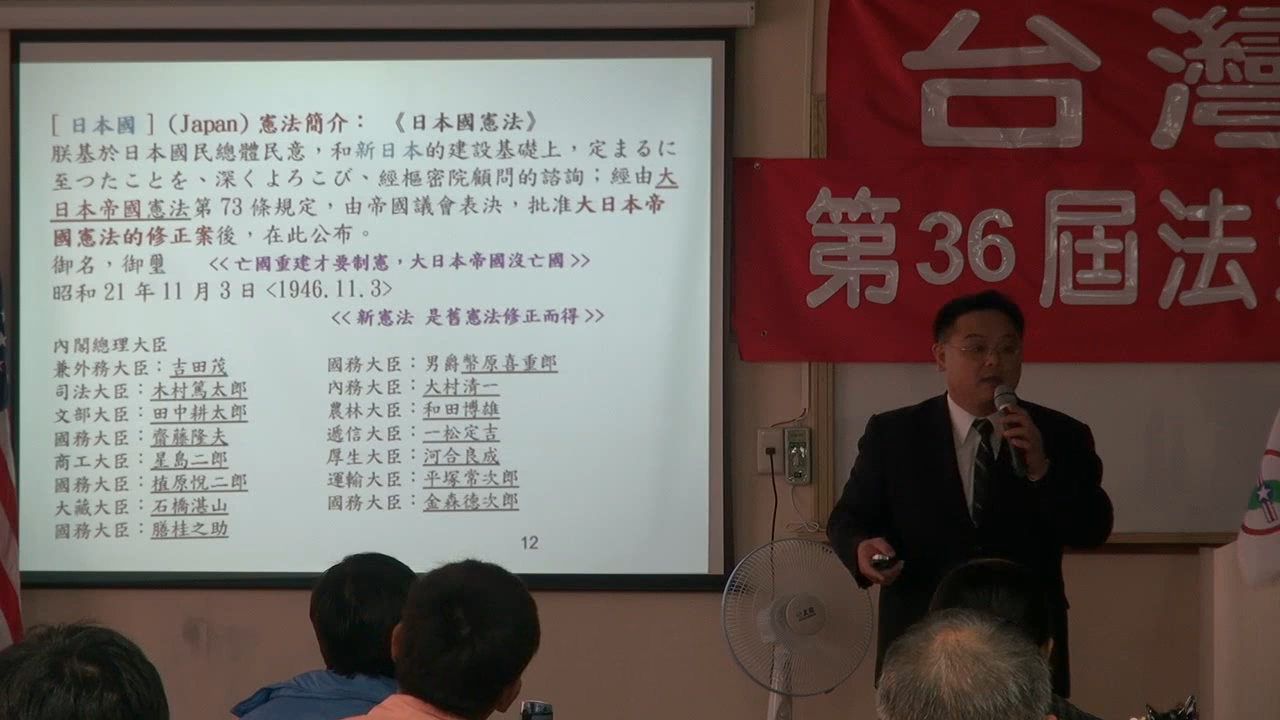 [ 日本國 ] (Japan) 憲法簡介： 《日本國憲法》
朕基於日本國民總體民意，和新日本的建設基礎上，定まるに
至つたことを、深くよろこび、經樞密院顧問的諮詢；經由大
日本帝國憲法第 73 條規定，由帝國議會表決，批准大日本帝
國憲法的修正案後，在此公布。
御名，御璽 <<亡國重建才要制憲，大日本帝國沒亡國>>
昭和 21 年 11 月 3 日 <1946.11.3>
<<新憲法 是舊憲法修正而得>>
內閣總理大臣
兼外務大臣：吉田茂 國務大臣：男爵幣原喜重郎
司法大臣：木村篤太郎 內務大臣：大村清一
文部大臣：田中耕太郎 農林大臣：和田博雄
國務大臣：齋藤隆夫 遞信大臣：一松定吉
商工大臣：星島二郎 厚生大臣：河合良成
國務大臣：植原悅二郎 運輸大臣：平塚常次郎
大藏大臣：石橋湛山 國務大臣：金森德次郎
國務大臣：膳桂之助
12
台灣
第36屆法